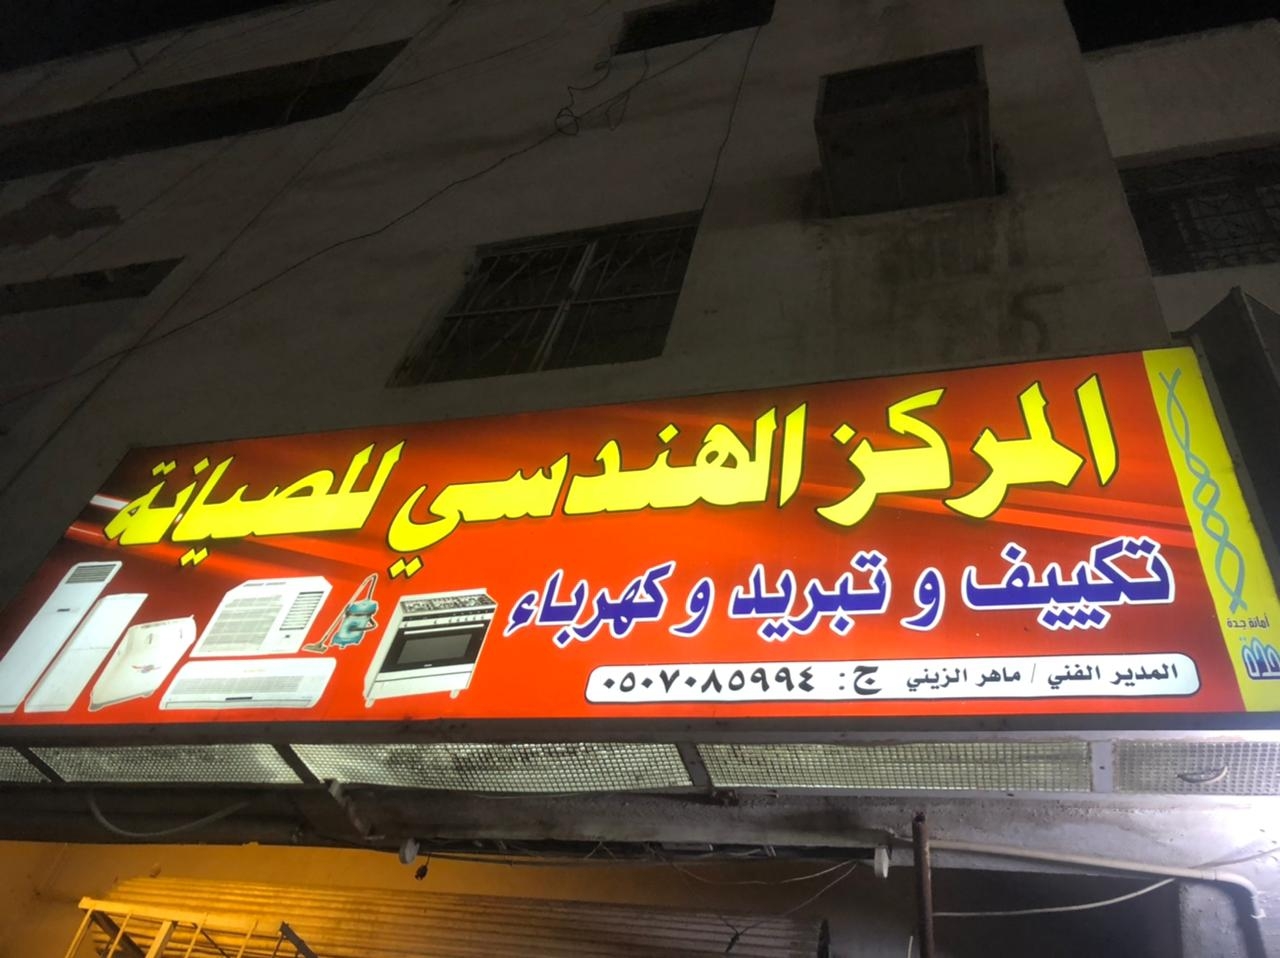 المركز الهندسي للصيانة
تكييف و تبريد و كهرباء
المدير الفني / ماهر الزيني ج : ٠٥٠٧٠٨٥٩٩٤
أمانة جدة